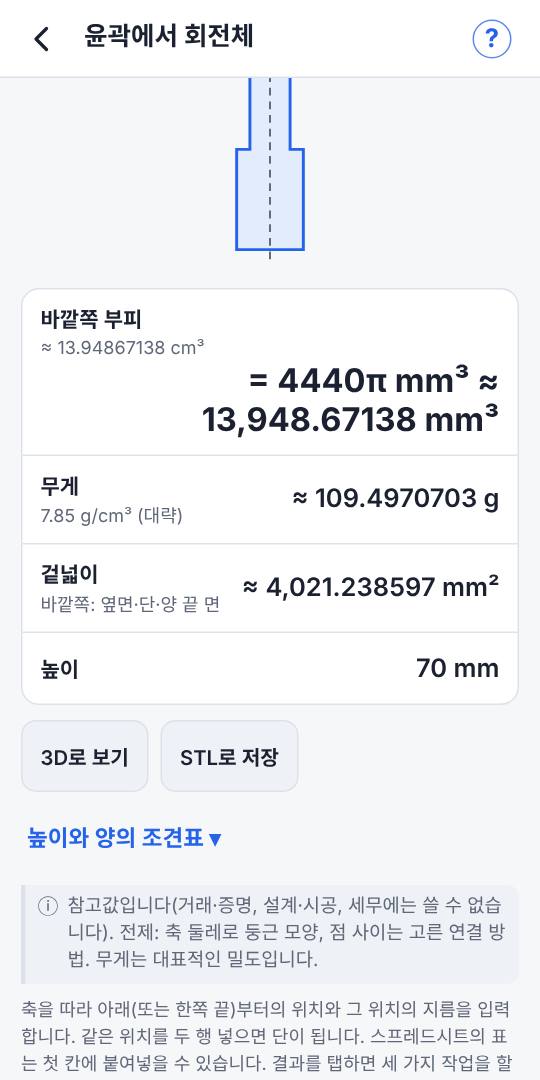 윤곽에서 회전체
?
바깥쪽 부피
≈ 13.94867138 cm³
= 4440π mm³ ≈
13,948.67138 mm³
무게
7.85 g/cm³ (대략)
≈ 109.4970703 g
겉넓이
바깥쪽: 옆면·단·양 끝 면
≈ 4,021.238597 mm²
높이
70 mm
3D로 보기
STL로 저장
높이와 양의 조견표 ▾
ⓘ 참고값입니다(거래·증명, 설계·시공, 세무에는 쓸 수 없습
니다). 전제: 축 둘레로 둥근 모양, 점 사이는 고른 연결 방
법. 무게는 대표적인 밀도입니다.
축을 따라 아래(또는 한쪽 끝)부터의 위치와 그 위치의 지름을 입력
합니다. 같은 위치를 두 행 넣으면 단이 됩니다. 스프레드시트의 표
는 첫 칸에 붙여넣을 수 있습니다. 결과를 탭하면 세 가지 작업을 할